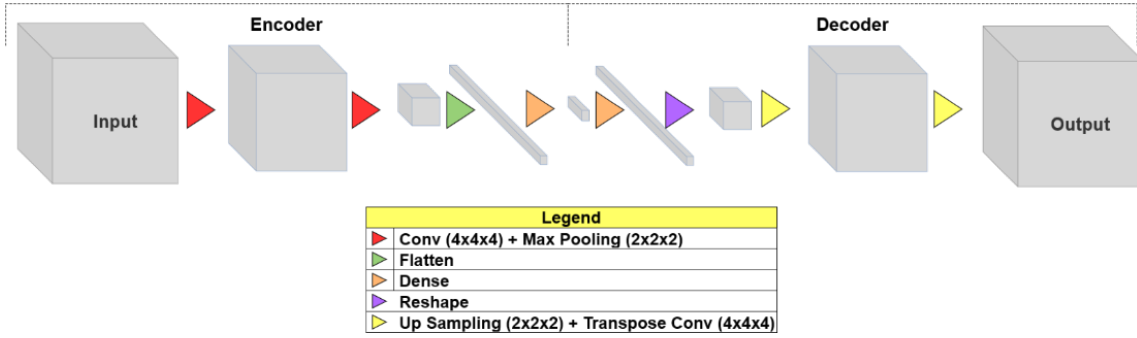 Encoder
Decoder
Input
Output
Legend
Conv (4x4x4) + Max Pooling (2x2x2)
Flatten
Dense
Reshape
Up Sampling (2x2x2) + Transpose Conv (4x4x4)